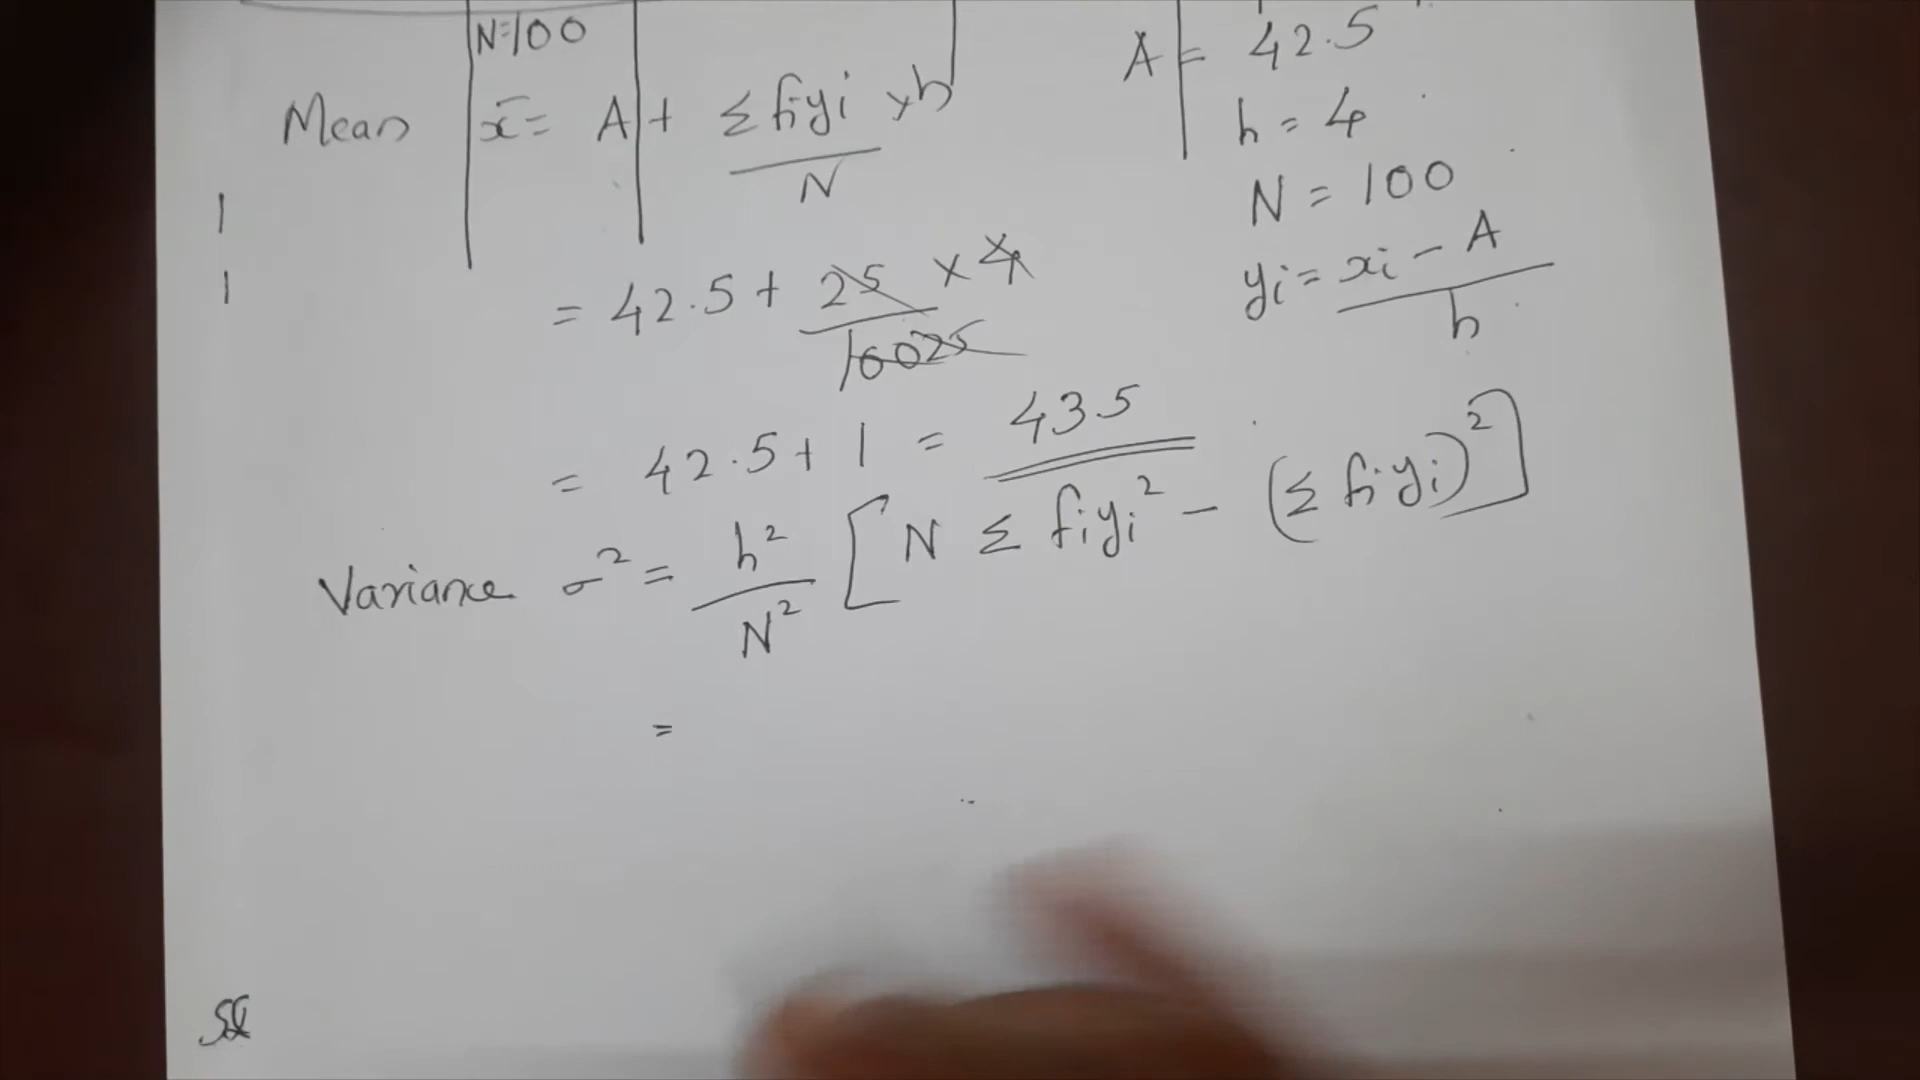 N=100
A = 42.5
Mean x̄ = A + Σfiyi/N × h
h = 4
N = 100
yi = xi - A / h
= 42.5 + 25/100 25 × 4
= 42.5 + 1 = 43.5
Variance σ² = h²/N² [N Σ fiyi² - (Σ fiyi)²]
=